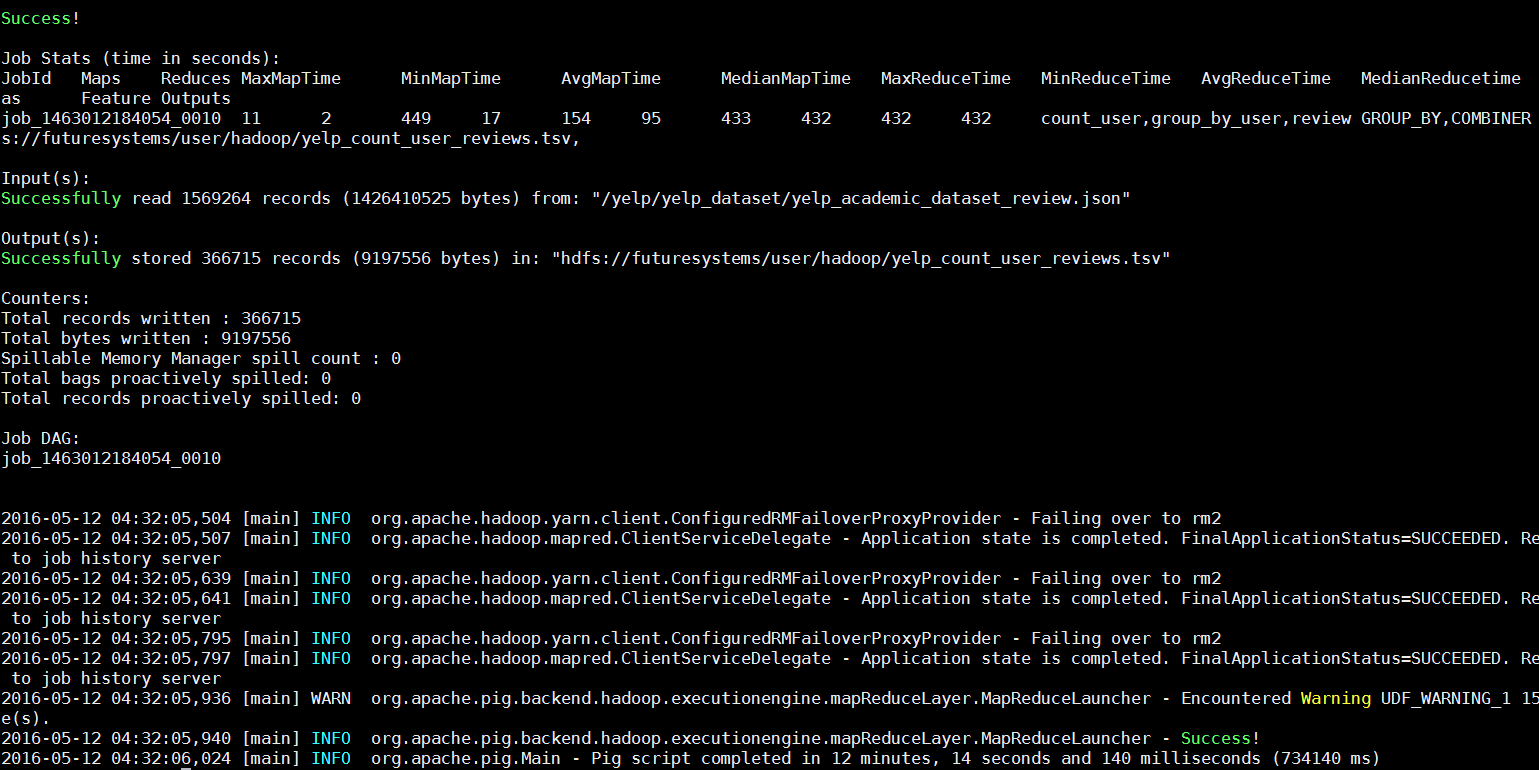 Success!
Job Stats (time in seconds):
JobId Maps Reduces MaxMapTime MinMapTime AvgMapTime MedianMapTime MaxReduceTime MinReduceTime AvgReduceTime MedianReducetime
as Feature Outputs
job_1463012184054_0010 11 2 449 17 154 95 433 432 432 432 count_user,group_by_user,review GROUP_BY,COMBINER
s://futuresystems/user/hadoop/yelp_count_user_reviews.tsv,
Input(s):
Successfully read 1569264 records (1426410525 bytes) from: "/yelp/yelp_dataset/yelp_academic_dataset_review.json"
Output(s):
Successfully stored 366715 records (9197556 bytes) in: "hdfs://futuresystems/user/hadoop/yelp_count_user_reviews.tsv"
Counters:
Total records written : 366715
Total bytes written : 9197556
Spillable Memory Manager spill count : 0
Total bags proactively spilled: 0
Total records proactively spilled: 0
Job DAG:
job_1463012184054_0010
2016-05-12 04:32:05,504 [main] INFO org.apache.hadoop.yarn.client.ConfiguredRMFailoverProxyProvider - Failing over to rm2
2016-05-12 04:32:05,507 [main] INFO org.apache.hadoop.mapred.ClientServiceDelegate - Application state is completed. FinalApplicationStatus=SUCCEEDED. Re
to job history server
2016-05-12 04:32:05,639 [main] INFO org.apache.hadoop.yarn.client.ConfiguredRMFailoverProxyProvider - Failing over to rm2
2016-05-12 04:32:05,641 [main] INFO org.apache.hadoop.mapred.ClientServiceDelegate - Application state is completed. FinalApplicationStatus=SUCCEEDED. Re
to job history server
2016-05-12 04:32:05,795 [main] INFO org.apache.hadoop.yarn.client.ConfiguredRMFailoverProxyProvider - Failing over to rm2
2016-05-12 04:32:05,797 [main] INFO org.apache.hadoop.mapred.ClientServiceDelegate - Application state is completed. FinalApplicationStatus=SUCCEEDED. Re
to job history server
2016-05-12 04:32:05,936 [main] WARN org.apache.pig.backend.hadoop.executionengine.mapReduceLayer.MapReduceLauncher - Encountered Warning UDF_WARNING_1 15
e(s).
2016-05-12 04:32:05,940 [main] INFO org.apache.pig.backend.hadoop.executionengine.mapReduceLayer.MapReduceLauncher - Success!
2016-05-12 04:32:06,024 [main] INFO org.apache.pig.Main - Pig script completed in 12 minutes, 14 seconds and 140 milliseconds (734140 ms)